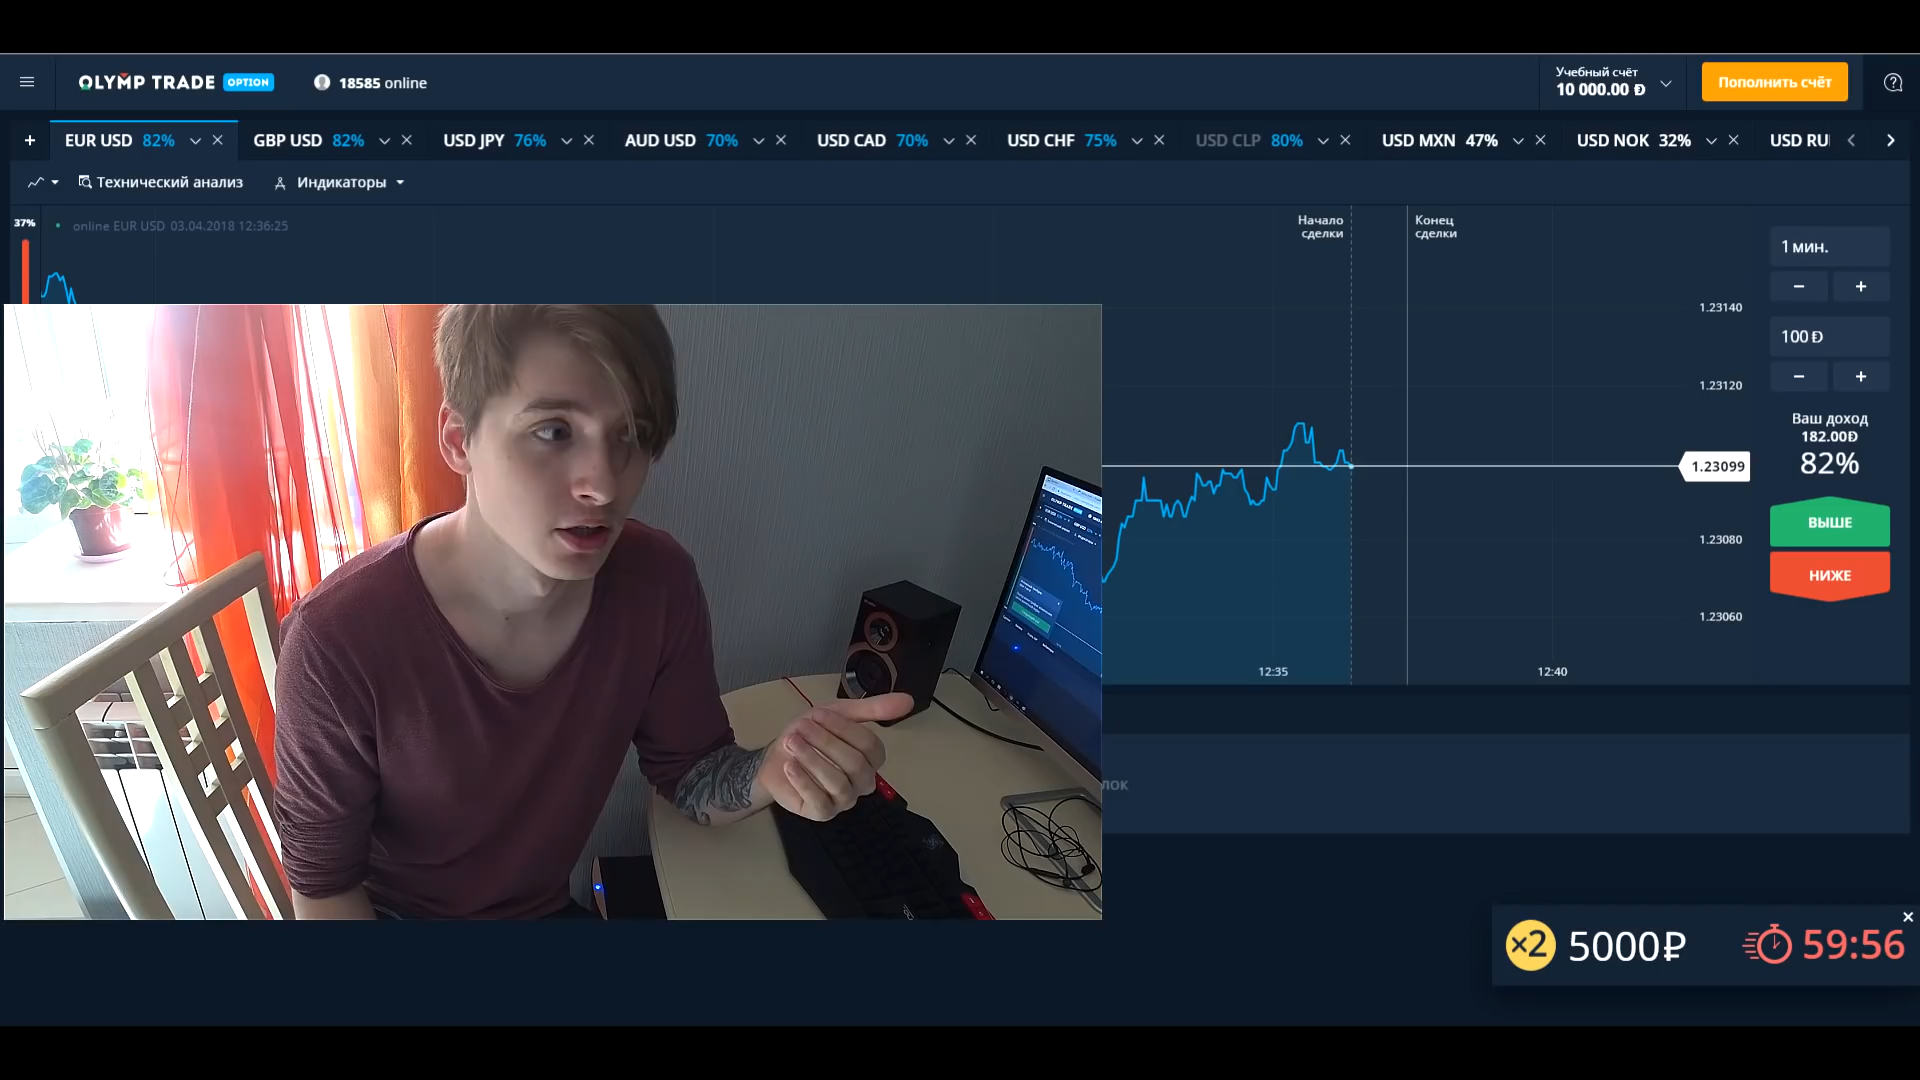 OLYMP TRADE OPTION 18585 online
Учебный счёт
10 000.00 Đ
Пополнить счёт
+ EUR USD 82% GBP USD 82% USD JPY 76% AUD USD 70% USD CAD 70% USD CHF 75% USD CLP 80% USD MXN 47% USD NOK 32% USD RU
Технический анализ Индикаторы
37%
online EUR USD 03.04.2018 12:36:25
Начало сделки
Конец сделки
1 мин.
− +
100 Đ
− +
Ваш доход
182.00Đ
82%
ВЫШЕ
НИЖЕ
1.23140
1.23120
1.23099
1.23080
1.23060
12:35 12:40
лок
×2 5000₽ 59:56